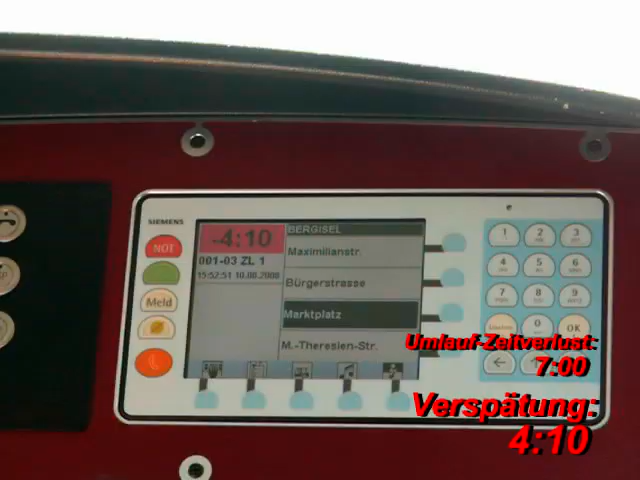 SIEMENS
NOT
Meld
-4:10
001-03 ZL 1
15:52:51 10.08.2008
BERGISEL
Maximilianstr.
Bürgerstrasse
Marktplatz
M.-Theresien-Str.
1 2 3
4 5 6
7 8 9
0 OK
Umlauf-Zeitverlust:
7:00
Verspätung:
4:10